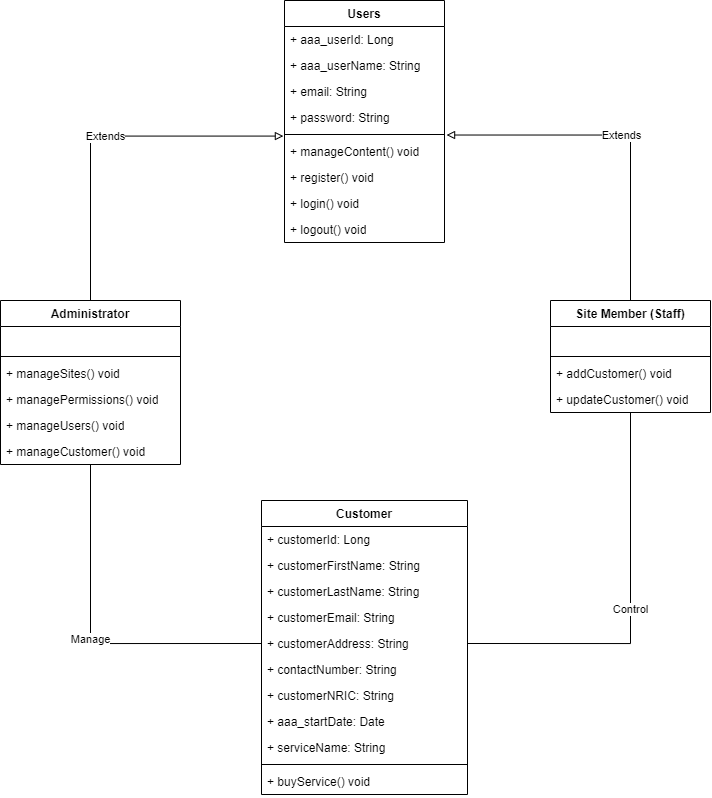 Users
+ aaa_userId: Long
+ aaa_userName: String
+ email: String
+ password: String
+ manageContent() void
+ register() void
+ login() void
+ logout() void
Extends
Extends
Administrator
+ manageSites() void
+ managePermissions() void
+ manageUsers() void
+ manageCustomer() void
Site Member (Staff)
+ addCustomer() void
+ updateCustomer() void
Customer
+ customerId: Long
+ customerFirstName: String
+ customerLastName: String
+ customerEmail: String
+ customerAddress: String
+ contactNumber: String
+ customerNRIC: String
+ aaa_startDate: Date
+ serviceName: String
+ buyService() void
Manage
Control